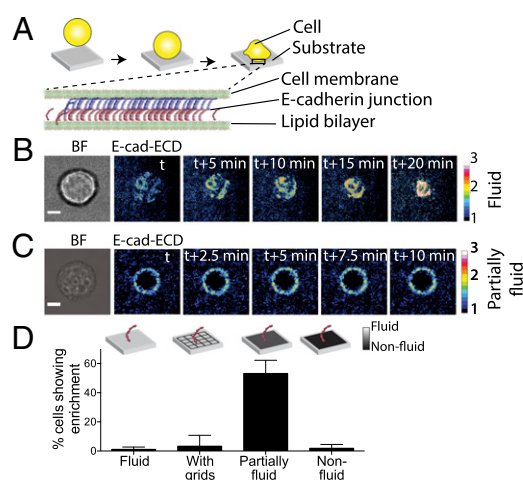 A
Cell
Substrate
Cell membrane
E-cadherin junction
Lipid bilayer
B
BF E-cad-ECD
t t+5 min t+10 min t+15 min t+20 min
3
2
1
Fluid
C
BF E-cad-ECD
t t+2.5 min t+5 min t+7.5 min t+10 min
3
2
1
Partially
fluid
D
Fluid
Non-fluid
% cells showing
enrichment
60
40
20
0
Fluid With Partially Non-
grids fluid fluid